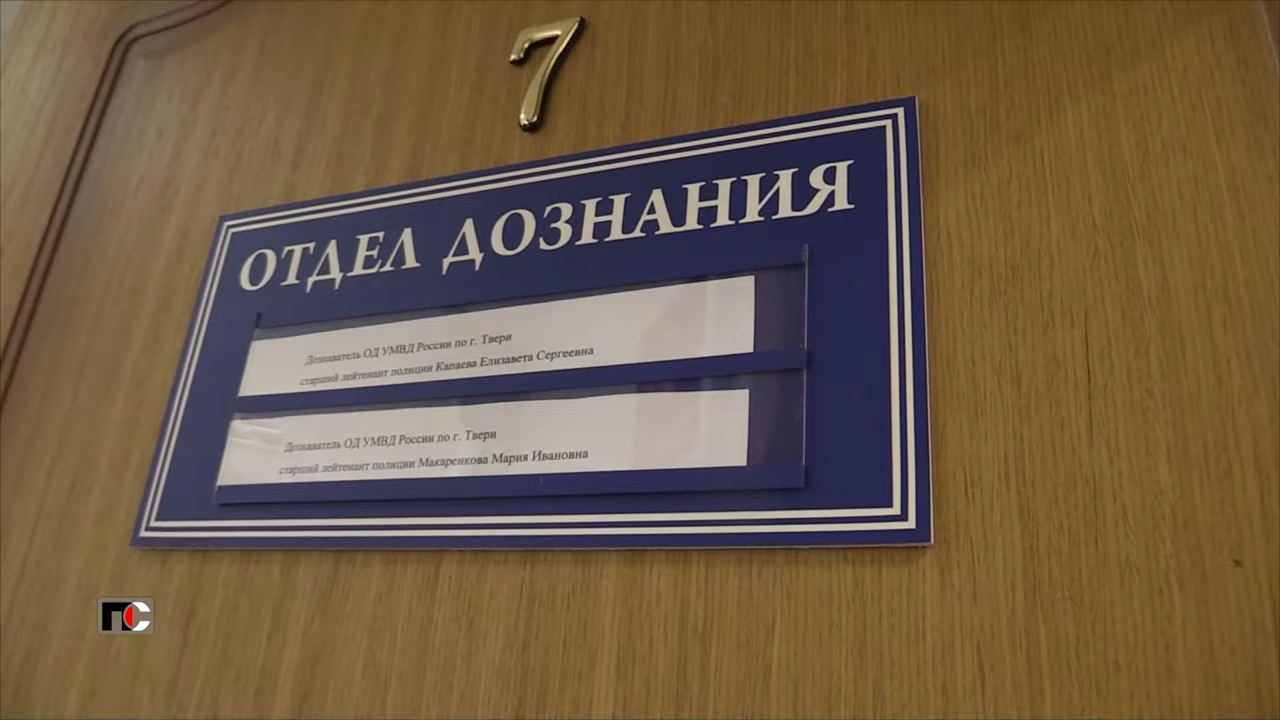 7
ОТДЕЛ ДОЗНАНИЯ
Дознаватель ОД УМВД России по г. Твери
старший лейтенант полиции Капаева Елизавета Сергеевна
Дознаватель ОД УМВД России по г. Твери
старший лейтенант полиции Макаренкова Мария Ивановна
ПС